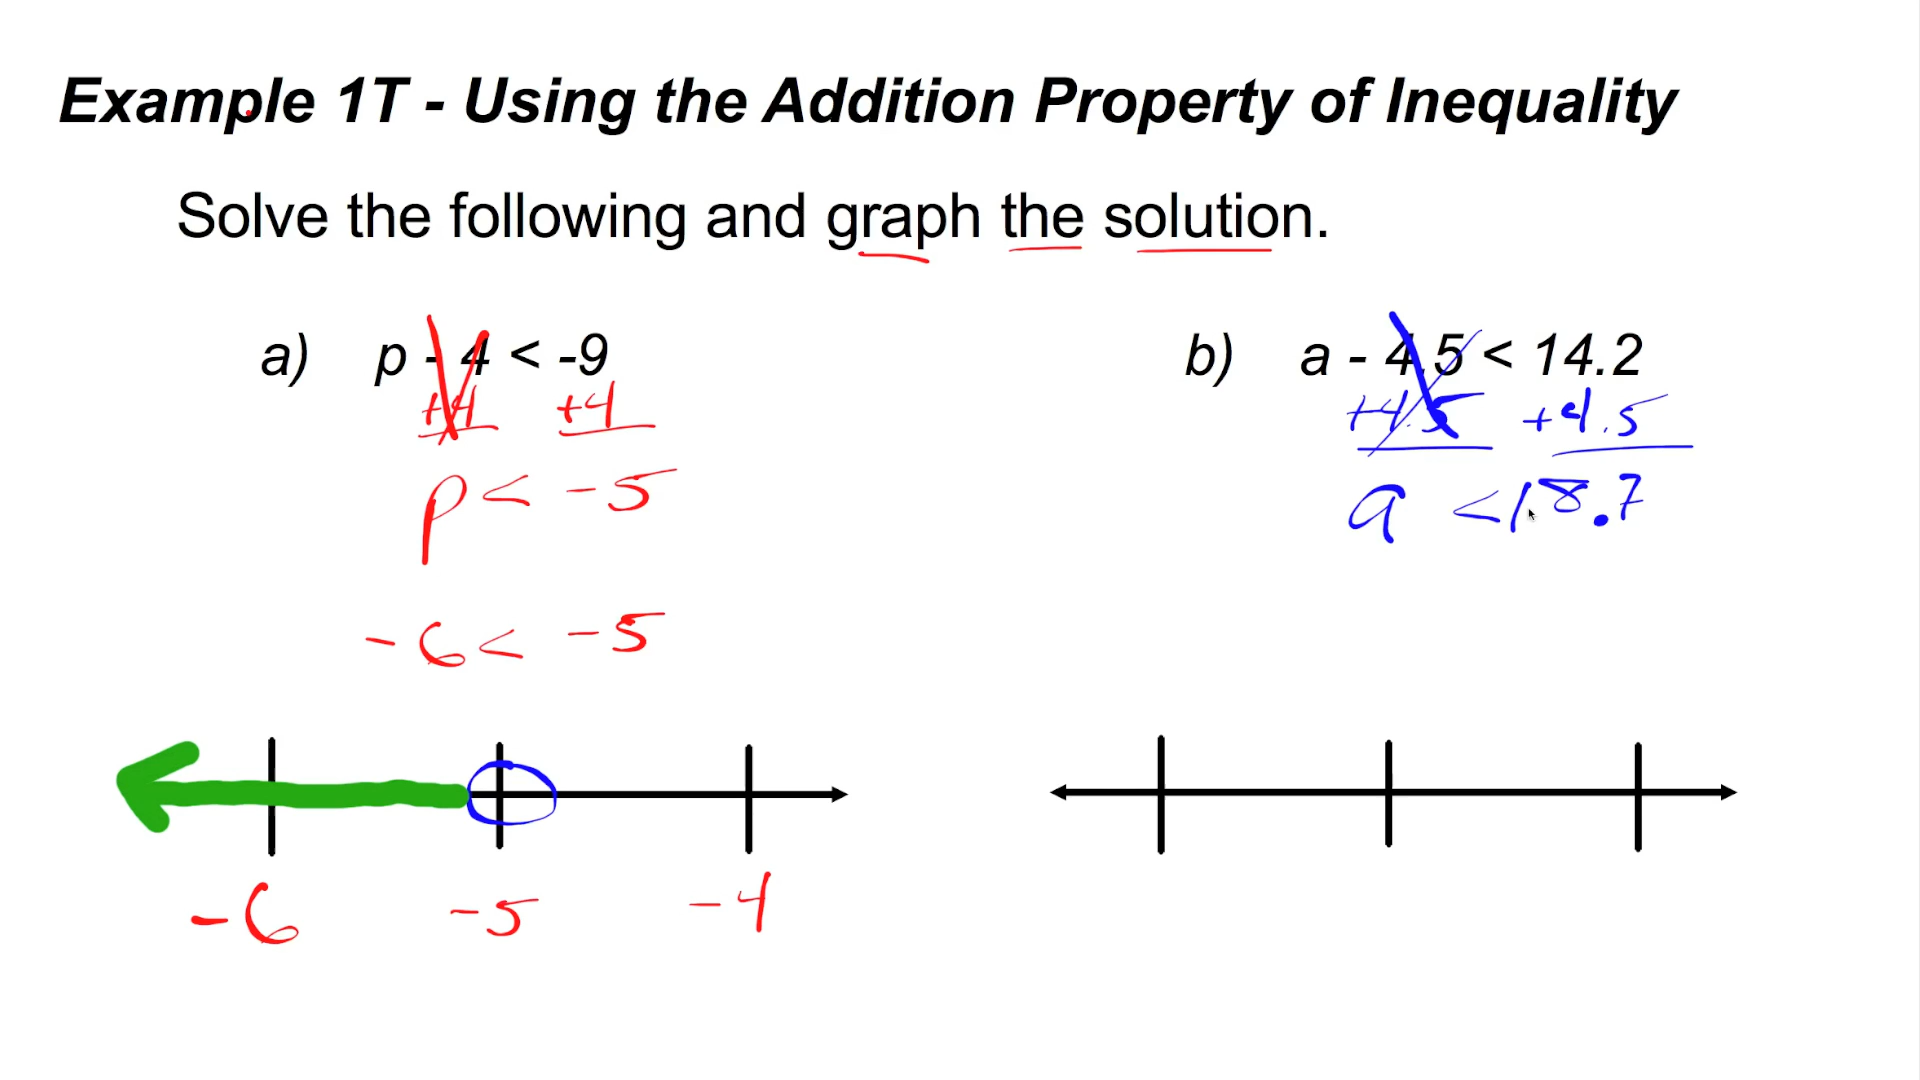 Example 1T - Using the Addition Property of Inequality
Solve the following and graph the solution.
a) p - 4 < -9
+4 +4
p < -5
-6 < -5
-6 -5 -4
b) a - 4.5 < 14.2
+4.5 +4.5
a < 18.7